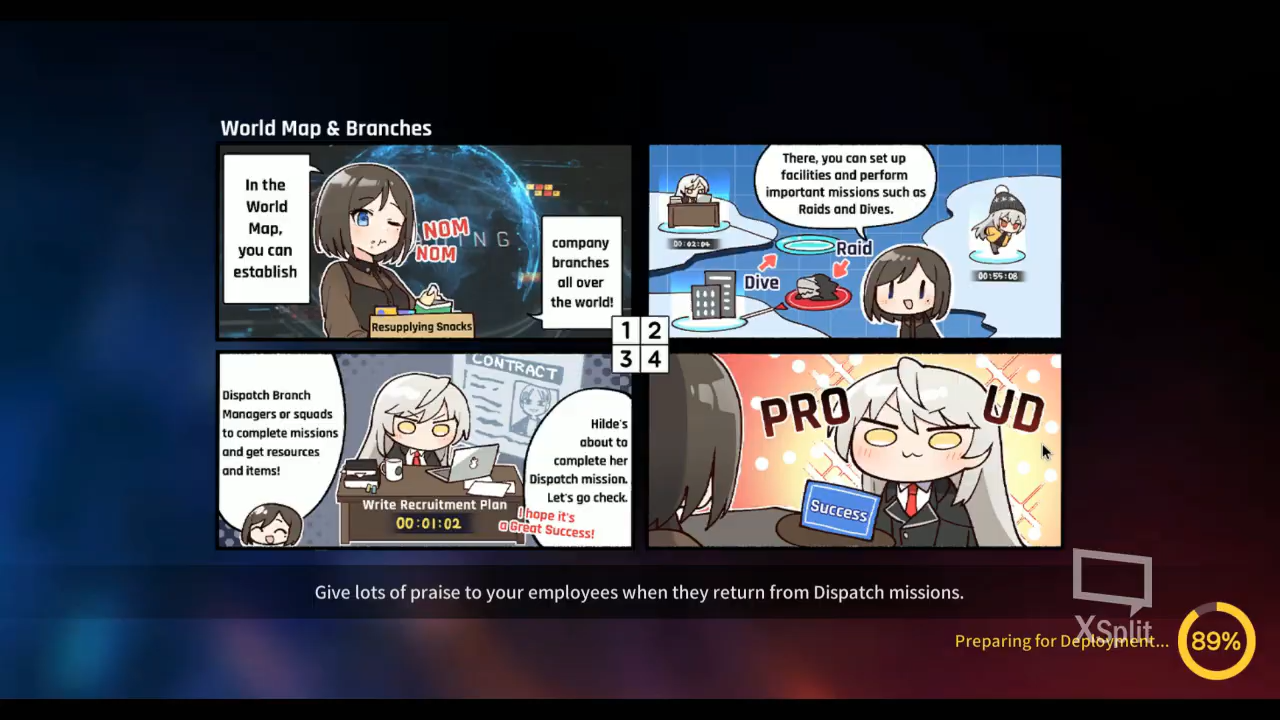 World Map & Branches
In the
World
Map,
you can
establish
NOM
NOM
company
branches
all over
the world!
Resupplying Snacks
There, you can set up
facilities and perform
important missions such as
Raids and Dives.
00:02:04
Raid
Dive
00:55:08
1 2
3 4
Dispatch Branch
Managers or squads
to complete missions
and get resources
and items!
CONTRACT
Write Recruitment Plan
00:01:02
Hilde's
about to
complete her
Dispatch mission.
Let's go check.
I hope it's
a Great Success!
PRO UD
Success
Give lots of praise to your employees when they return from Dispatch missions.
XSplit
Preparing for Deployment...
89%